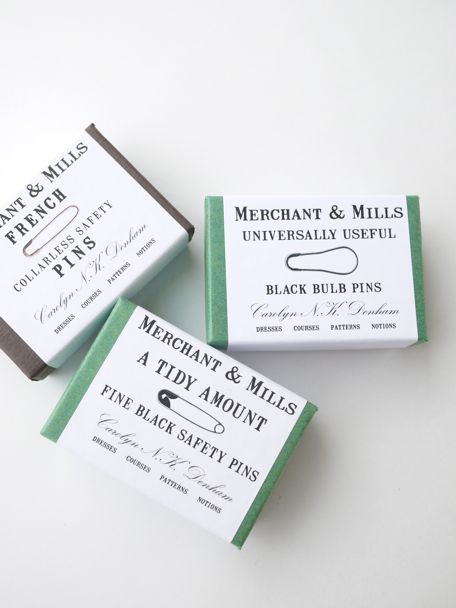 ANT & MILLS
FRENCH
COLLARLESS SAFETY
PINS
Carolyn N.K. Denham
DRESSES COURSES PATTERNS NOTIONS
MERCHANT & MILLS
UNIVERSALLY USEFUL
BLACK BULB PINS
Carolyn N.K. Denham
DRESSES COURSES PATTERNS NOTIONS
MERCHANT & MILLS
A TIDY AMOUNT
FINE BLACK SAFETY PINS
Carolyn N.K. Denham
DRESSES COURSES PATTERNS NOTIONS